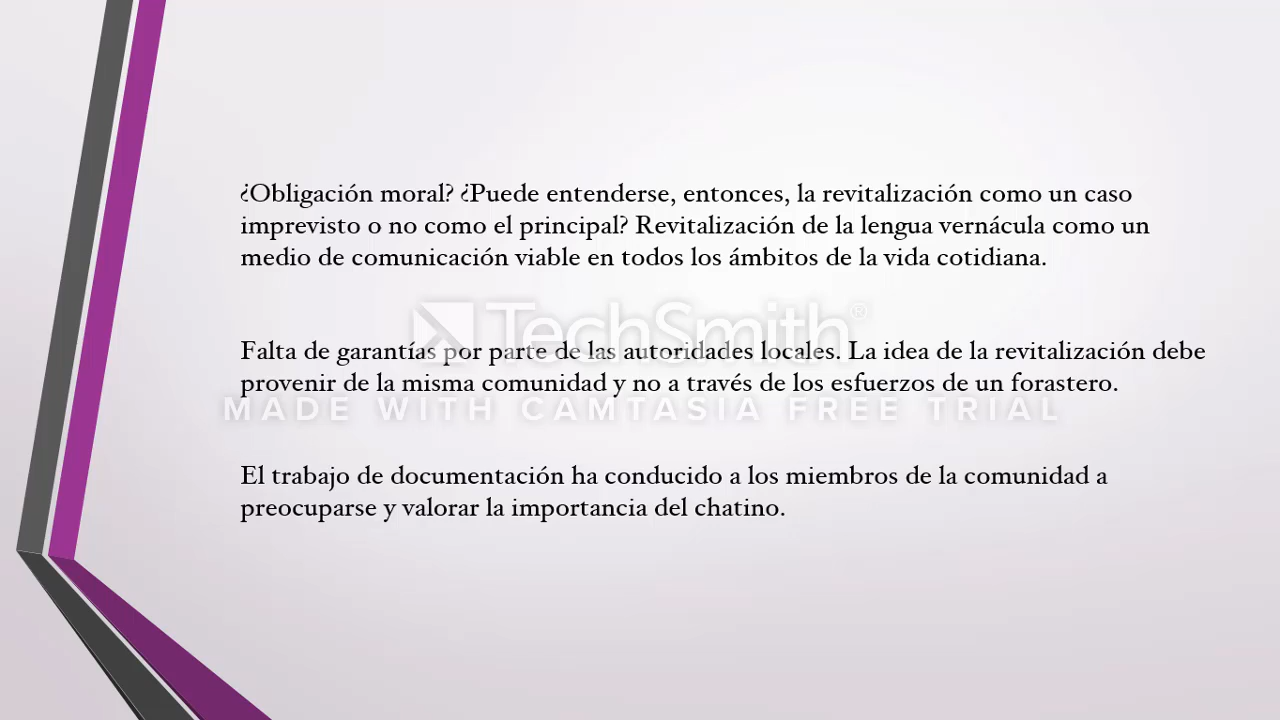 ¿Obligación moral? ¿Puede entenderse, entonces, la revitalización como un caso
imprevisto o no como el principal? Revitalización de la lengua vernácula como un
medio de comunicación viable en todos los ámbitos de la vida cotidiana.
TechSmith®
Falta de garantías por parte de las autoridades locales. La idea de la revitalización debe
provenir de la misma comunidad y no a través de los esfuerzos de un forastero.
MADE WITH CAMTASIA FREE TRIAL
El trabajo de documentación ha conducido a los miembros de la comunidad a
preocuparse y valorar la importancia del chatino.